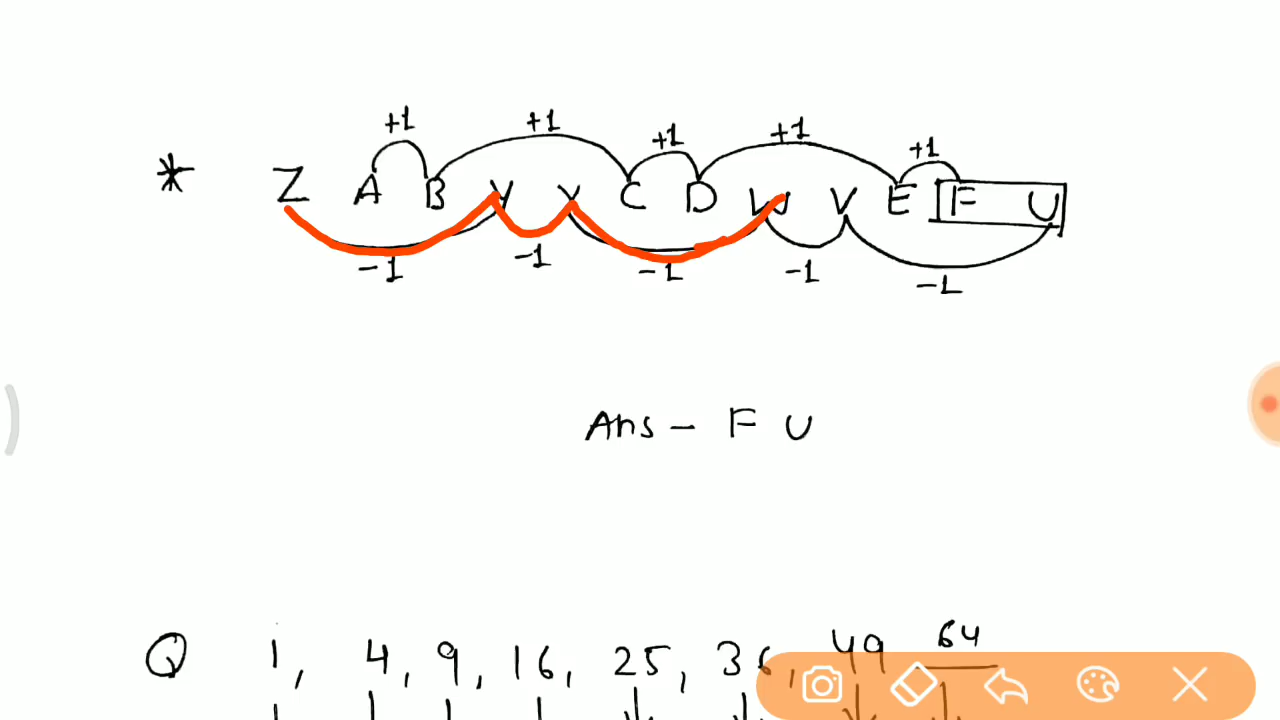 +1 +1 +1 +1 +1
* Z A B Y X C D W V E F U
-1 -1 -1 -1 -1
Ans - F U
Q 1, 4, 9, 16, 25, 36, 49 64